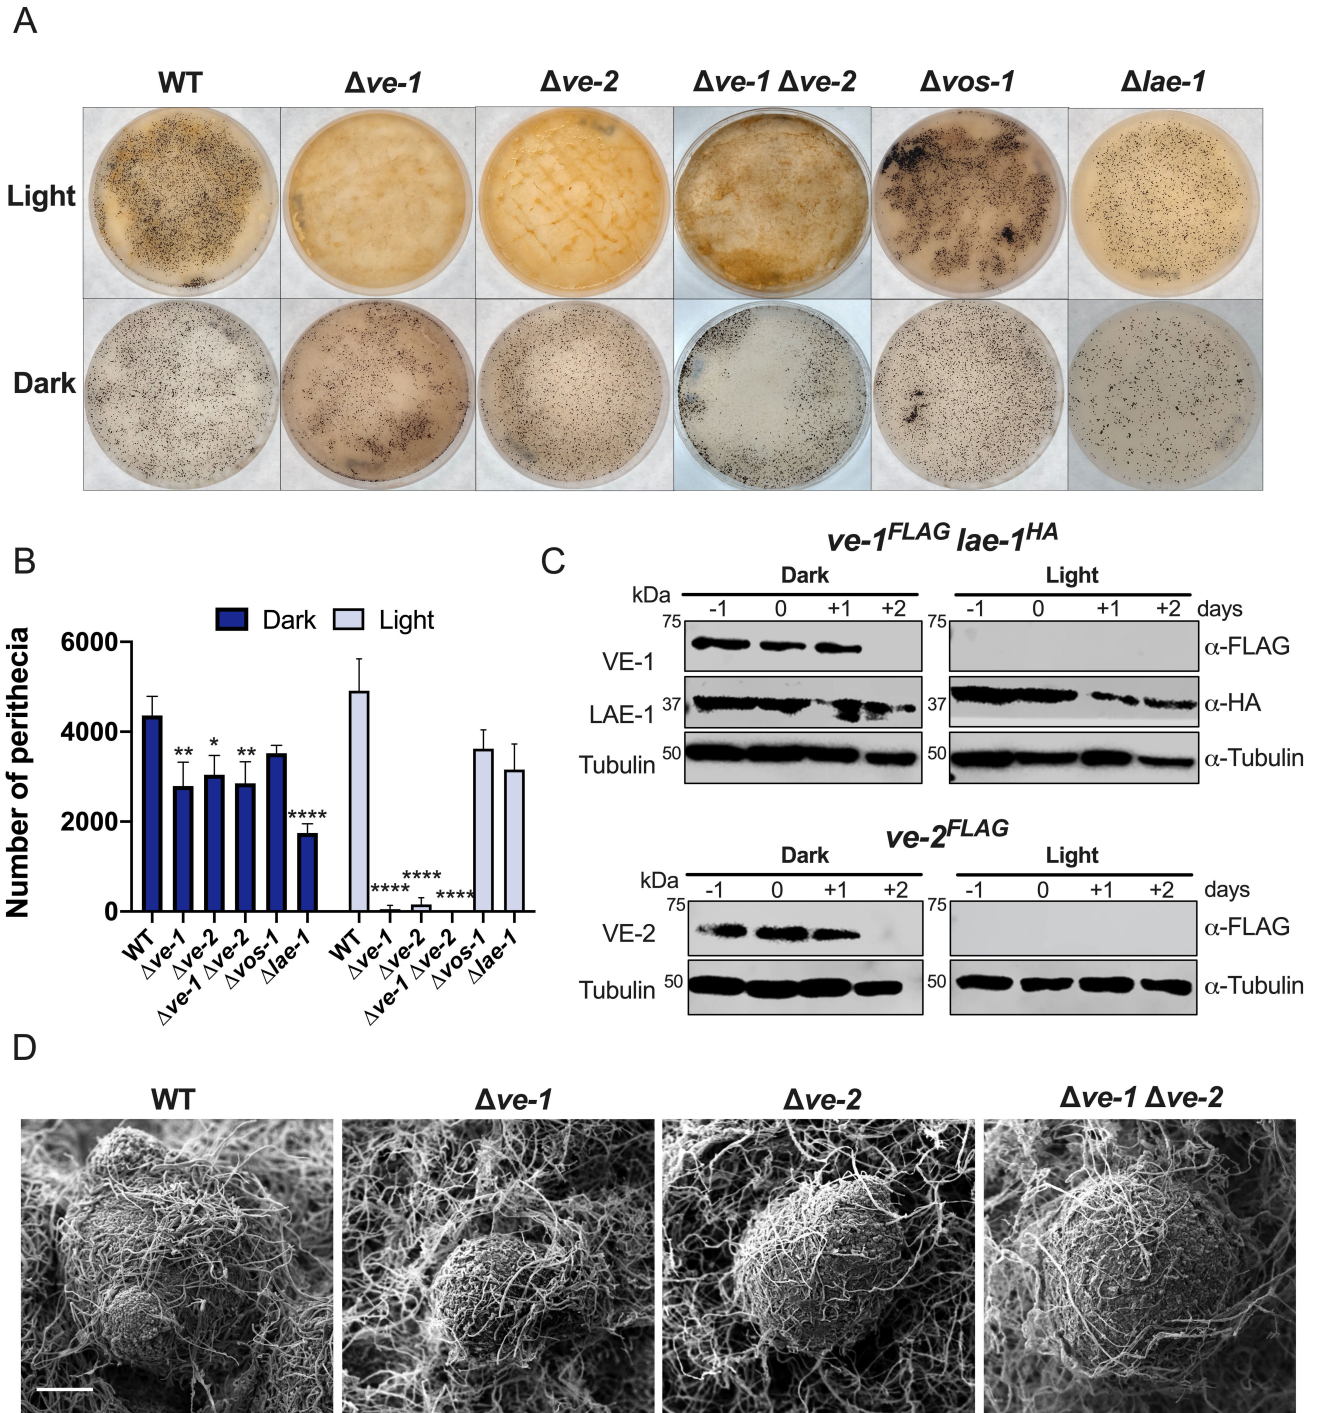 A
WT Δve-1 Δve-2 Δve-1 Δve-2 Δvos-1 Δlae-1
Light
Dark
B
Dark Light
Number of perithecia
6000
4000
2000
0
** * ** ****
**** **** ****
WT Δve-1 Δve-2 Δve-1 Δve-2 Δvos-1 Δlae-1 WT Δve-1 Δve-2 Δve-1 Δve-2 Δvos-1 Δlae-1
C
ve-1FLAG lae-1HA
Dark Light
kDa -1 0 +1 +2 -1 0 +1 +2 days
75 75
VE-1 α-FLAG
LAE-1 37 α-HA
Tubulin 50 50 α-Tubulin
ve-2FLAG
Dark Light
kDa -1 0 +1 +2 -1 0 +1 +2 days
75 75
VE-2 α-FLAG
Tubulin 50 50 α-Tubulin
D
WT Δve-1 Δve-2 Δve-1 Δve-2